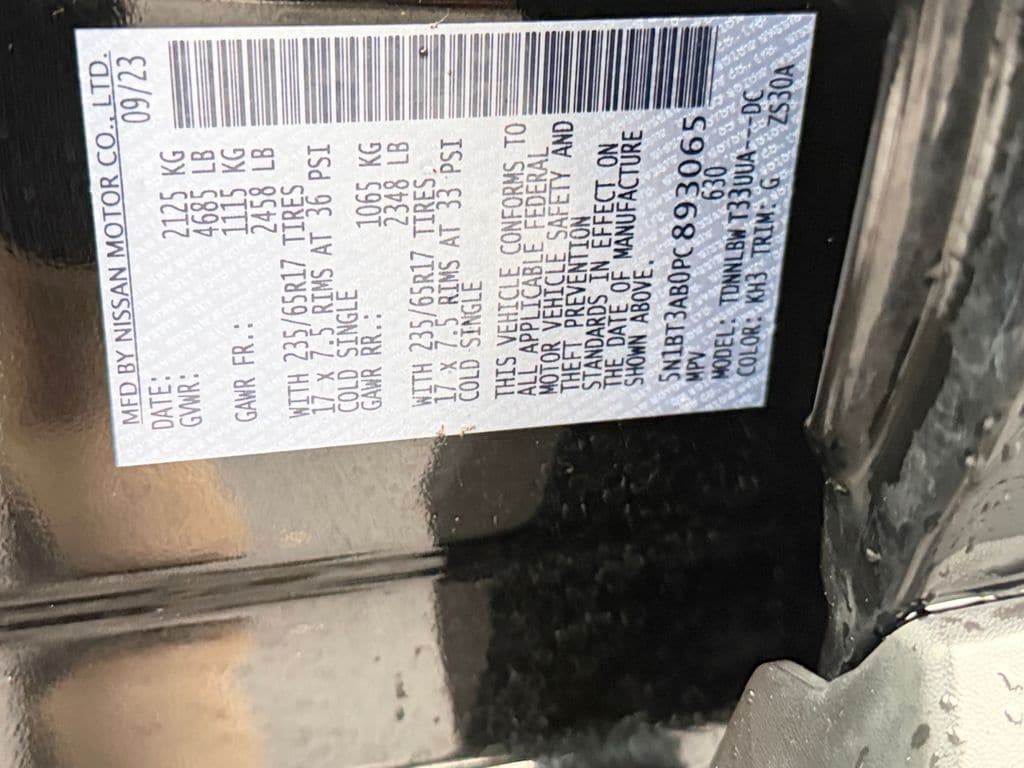 MFD BY NISSAN MOTOR CO., LTD.
DATE: 09/23
GVWR: 2125 KG
4685 LB
GAWR FR.: 1115 KG
2458 LB
WITH 235/65R17 TIRES
17 X 7.5 RIMS AT 36 PSI
COLD SINGLE
GAWR RR.: 1065 KG
2348 LB
WITH 235/65R17 TIRES,
17 X 7.5 RIMS AT 33 PSI
COLD SINGLE
THIS VEHICLE CONFORMS TO
ALL APPLICABLE FEDERAL
MOTOR VEHICLE SAFETY AND
THEFT PREVENTION
STANDARDS IN EFFECT ON
THE DATE OF MANUFACTURE
SHOWN ABOVE.
5N1BT3AB0PC893065
MPV 630
MODEL: TDNNLBW T33UUA---DC
COLOR: KH3 TRIM: G ZS30A